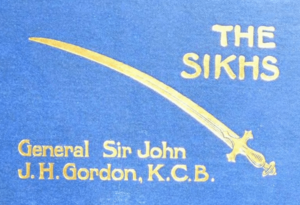 THE
SIKHS
General Sir John
J. H. Gordon, K.C.B.